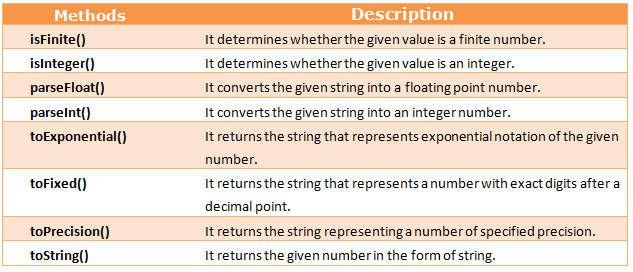 Methods Description
isFinite() It determines whether the given value is a finite number.
isInteger() It determines whether the given value is an integer.
parseFloat() It converts the given string into a floating point number.
parseInt() It converts the given string into an integer number.
toExponential() It returns the string that represents exponential notation of the given
number.
toFixed() It returns the string that represents a number with exact digits after a
decimal point.
toPrecision() It returns the string representing a number of specified precision.
toString() It returns the given number in the form of string.